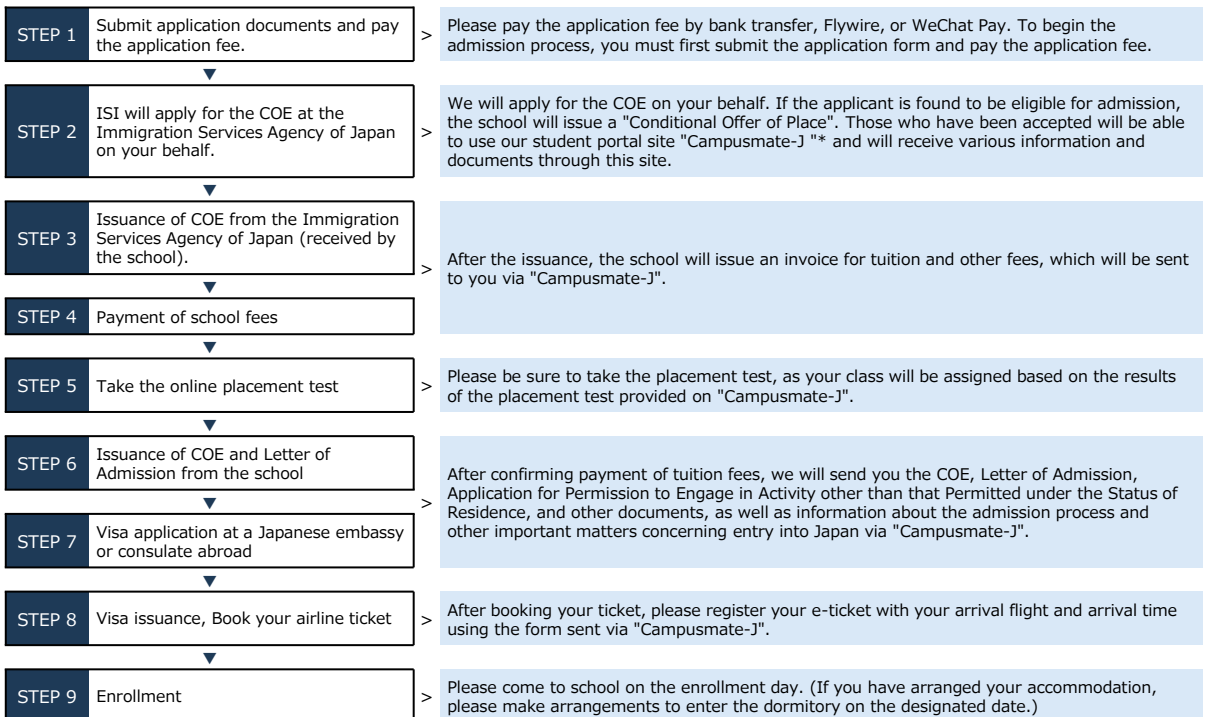 STEP 1
Submit application documents and pay
the application fee.
>
Please pay the application fee by bank transfer, Flywire, or WeChat Pay. To begin the
admission process, you must first submit the application form and pay the application fee.
▼
STEP 2
ISI will apply for the COE at the
Immigration Services Agency of Japan
on your behalf.
>
We will apply for the COE on your behalf. If the applicant is found to be eligible for admission,
the school will issue a "Conditional Offer of Place". Those who have been accepted will be able
to use our student portal site "Campusmate-J "* and will receive various information and
documents through this site.
▼
STEP 3
Issuance of COE from the Immigration
Services Agency of Japan (received by
the school).
▼
STEP 4
Payment of school fees
>
After the issuance, the school will issue an invoice for tuition and other fees, which will be sent
to you via "Campusmate-J".
▼
STEP 5
Take the online placement test
>
Please be sure to take the placement test, as your class will be assigned based on the results
of the placement test provided on "Campusmate-J".
▼
STEP 6
Issuance of COE and Letter of
Admission from the school
▼
STEP 7
Visa application at a Japanese embassy
or consulate abroad
>
After confirming payment of tuition fees, we will send you the COE, Letter of Admission,
Application for Permission to Engage in Activity other than that Permitted under the Status of
Residence, and other documents, as well as information about the admission process and
other important matters concerning entry into Japan via "Campusmate-J".
▼
STEP 8
Visa issuance, Book your airline ticket
>
After booking your ticket, please register your e-ticket with your arrival flight and arrival time
using the form sent via "Campusmate-J".
▼
STEP 9
Enrollment
>
Please come to school on the enrollment day. (If you have arranged your accommodation,
please make arrangements to enter the dormitory on the designated date.)